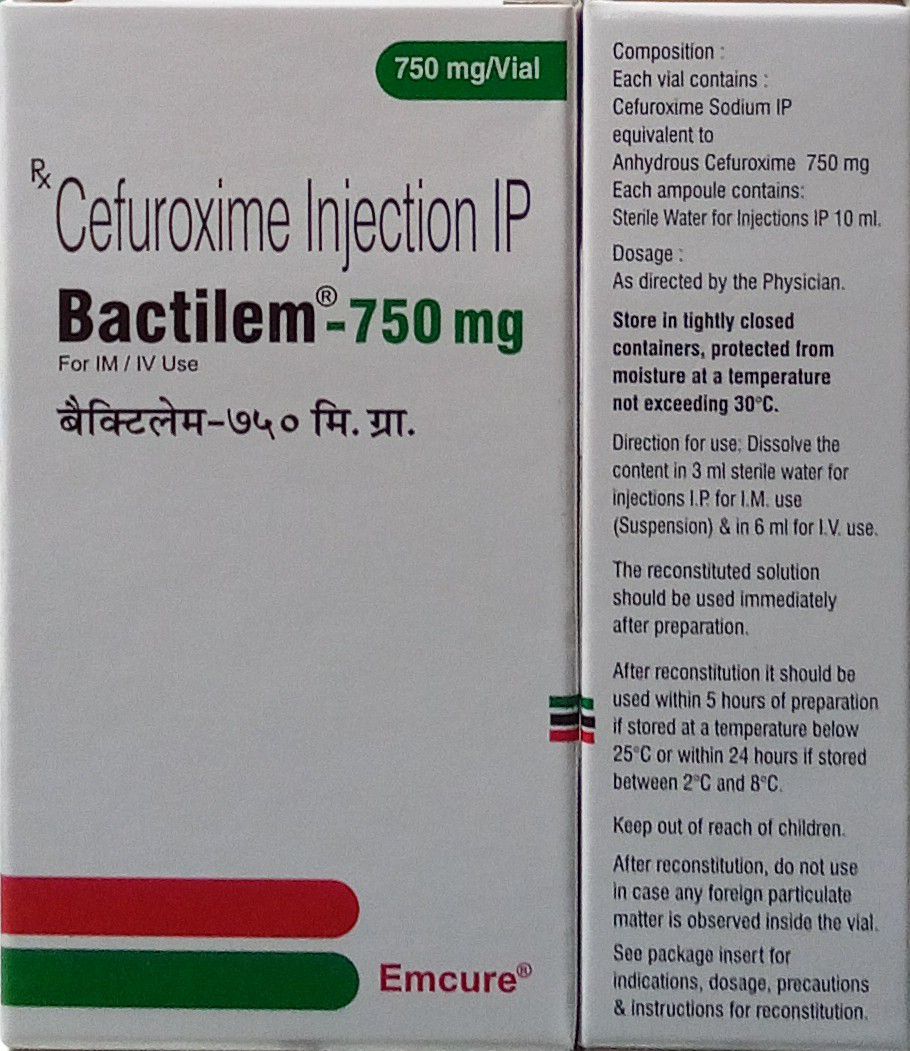 750 mg/Vial
Rx Cefuroxime Injection IP
Bactilem®-750 mg
For IM / IV Use
बैक्टिलेम-७५० मि. ग्रा.
Emcure®
Composition :
Each vial contains :
Cefuroxime Sodium IP
equivalent to
Anhydrous Cefuroxime 750 mg
Each ampoule contains:
Sterile Water for Injections IP 10 ml.
Dosage :
As directed by the Physician.
Store in tightly closed
containers, protected from
moisture at a temperature
not exceeding 30°C.
Direction for use: Dissolve the
content in 3 ml sterile water for
injections I.P. for I.M. use
(Suspension) & in 6 ml for I.V. use.
The reconstituted solution
should be used immediately
after preparation.
After reconstitution it should be
used within 5 hours of preparation
if stored at a temperature below
25°C or within 24 hours if stored
between 2°C and 8°C.
Keep out of reach of children.
After reconstitution, do not use
in case any foreign particulate
matter is observed inside the vial.
See package insert for
indications, dosage, precautions
& instructions for reconstitution.